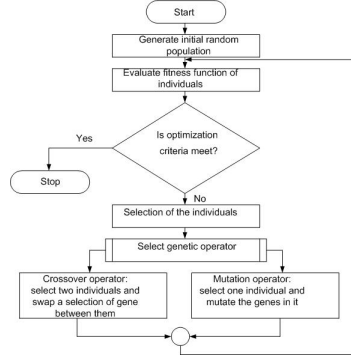 Start
Generate initial random
population
Evaluate fitness function of
individuals
Is optimization
criteria meet?
Yes
Stop
No
Selection of the individuals
Select genetic operator
Crossover operator:
select two individuals and
swap a selection of gene
between them
Mutation operator:
select one individual and
mutate the genes in it